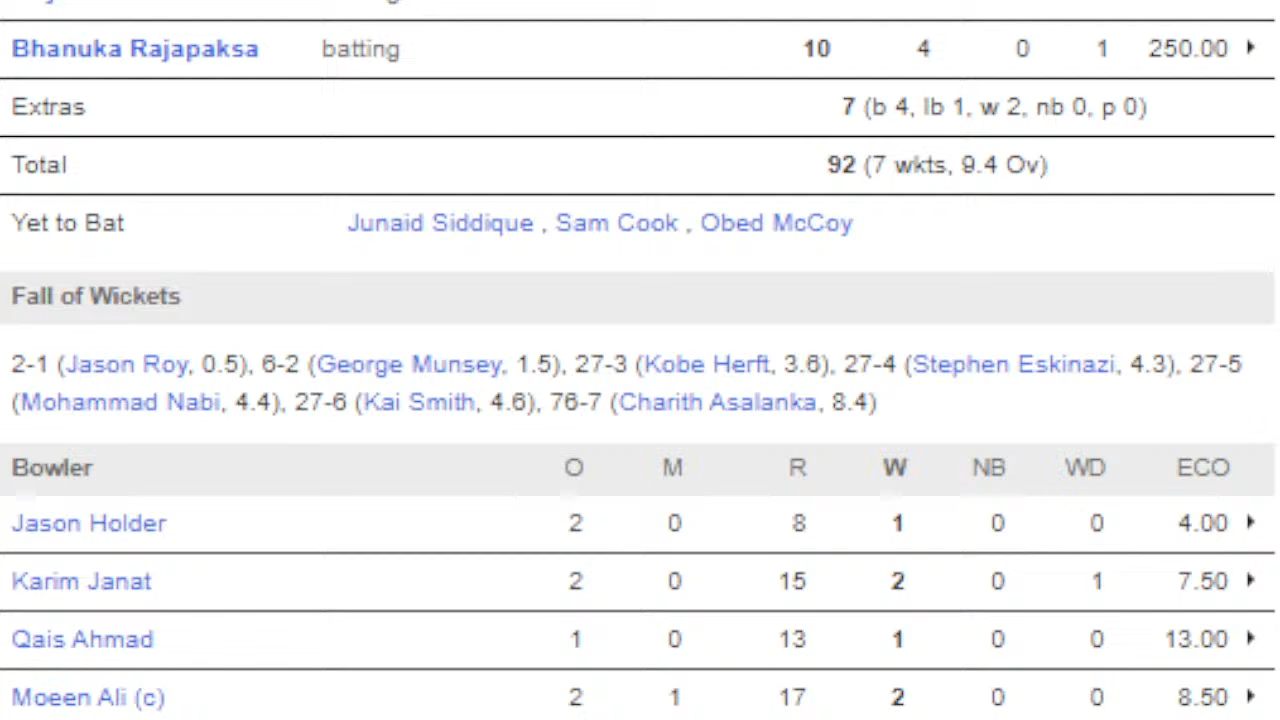 Bhanuka Rajapaksa batting 10 4 0 1 250.00
Extras 7 (b 4, lb 1, w 2, nb 0, p 0)
Total 92 (7 wkts, 9.4 Ov)
Yet to Bat Junaid Siddique , Sam Cook , Obed McCoy
Fall of Wickets
2-1 (Jason Roy, 0.5), 6-2 (George Munsey, 1.5), 27-3 (Kobe Herft, 3.6), 27-4 (Stephen Eskinazi, 4.3), 27-5
(Mohammad Nabi, 4.4), 27-6 (Kai Smith, 4.6), 76-7 (Charith Asalanka, 8.4)
Bowler O M R W NB WD ECO
Jason Holder 2 0 8 1 0 0 4.00
Karim Janat 2 0 15 2 0 1 7.50
Qais Ahmad 1 0 13 1 0 0 13.00
Moeen Ali (c) 2 1 17 2 0 0 8.50